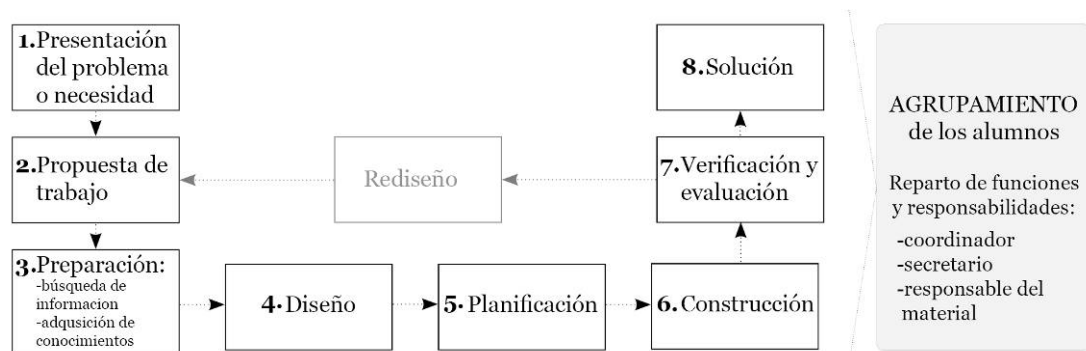 1.Presentación
del problema
o necesidad
2.Propuesta de
trabajo
3.Preparación:
-búsqueda de
informacion
-adqusición de
conocimientos
4.Diseño
5.Planificación
6.Construcción
7.Verificación y
evaluación
Rediseño
8.Solución
AGRUPAMIENTO
de los alumnos
Reparto de funciones
y responsabilidades:
-coordinador
-secretario
-responsable del
material